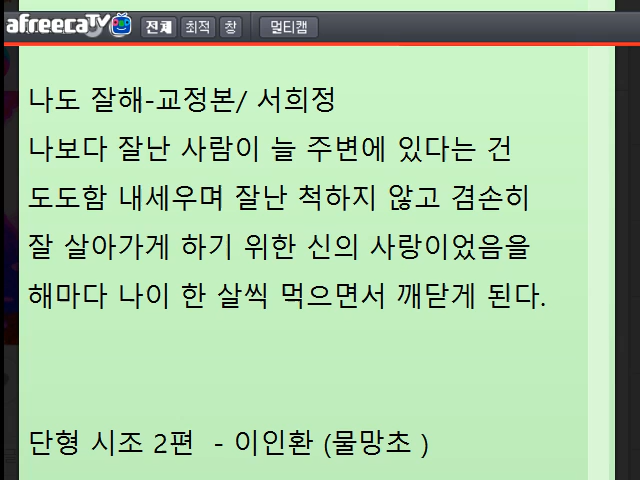 afreecaTV 전체 최적 창 멀티캠
나도 잘해-교정본/ 서희정
나보다 잘난 사람이 늘 주변에 있다는 건
도도함 내세우며 잘난 척하지 않고 겸손히
잘 살아가게 하기 위한 신의 사랑이었음을
해마다 나이 한 살씩 먹으면서 깨닫게 된다.
단형 시조 2편 - 이인환 (물망초 )